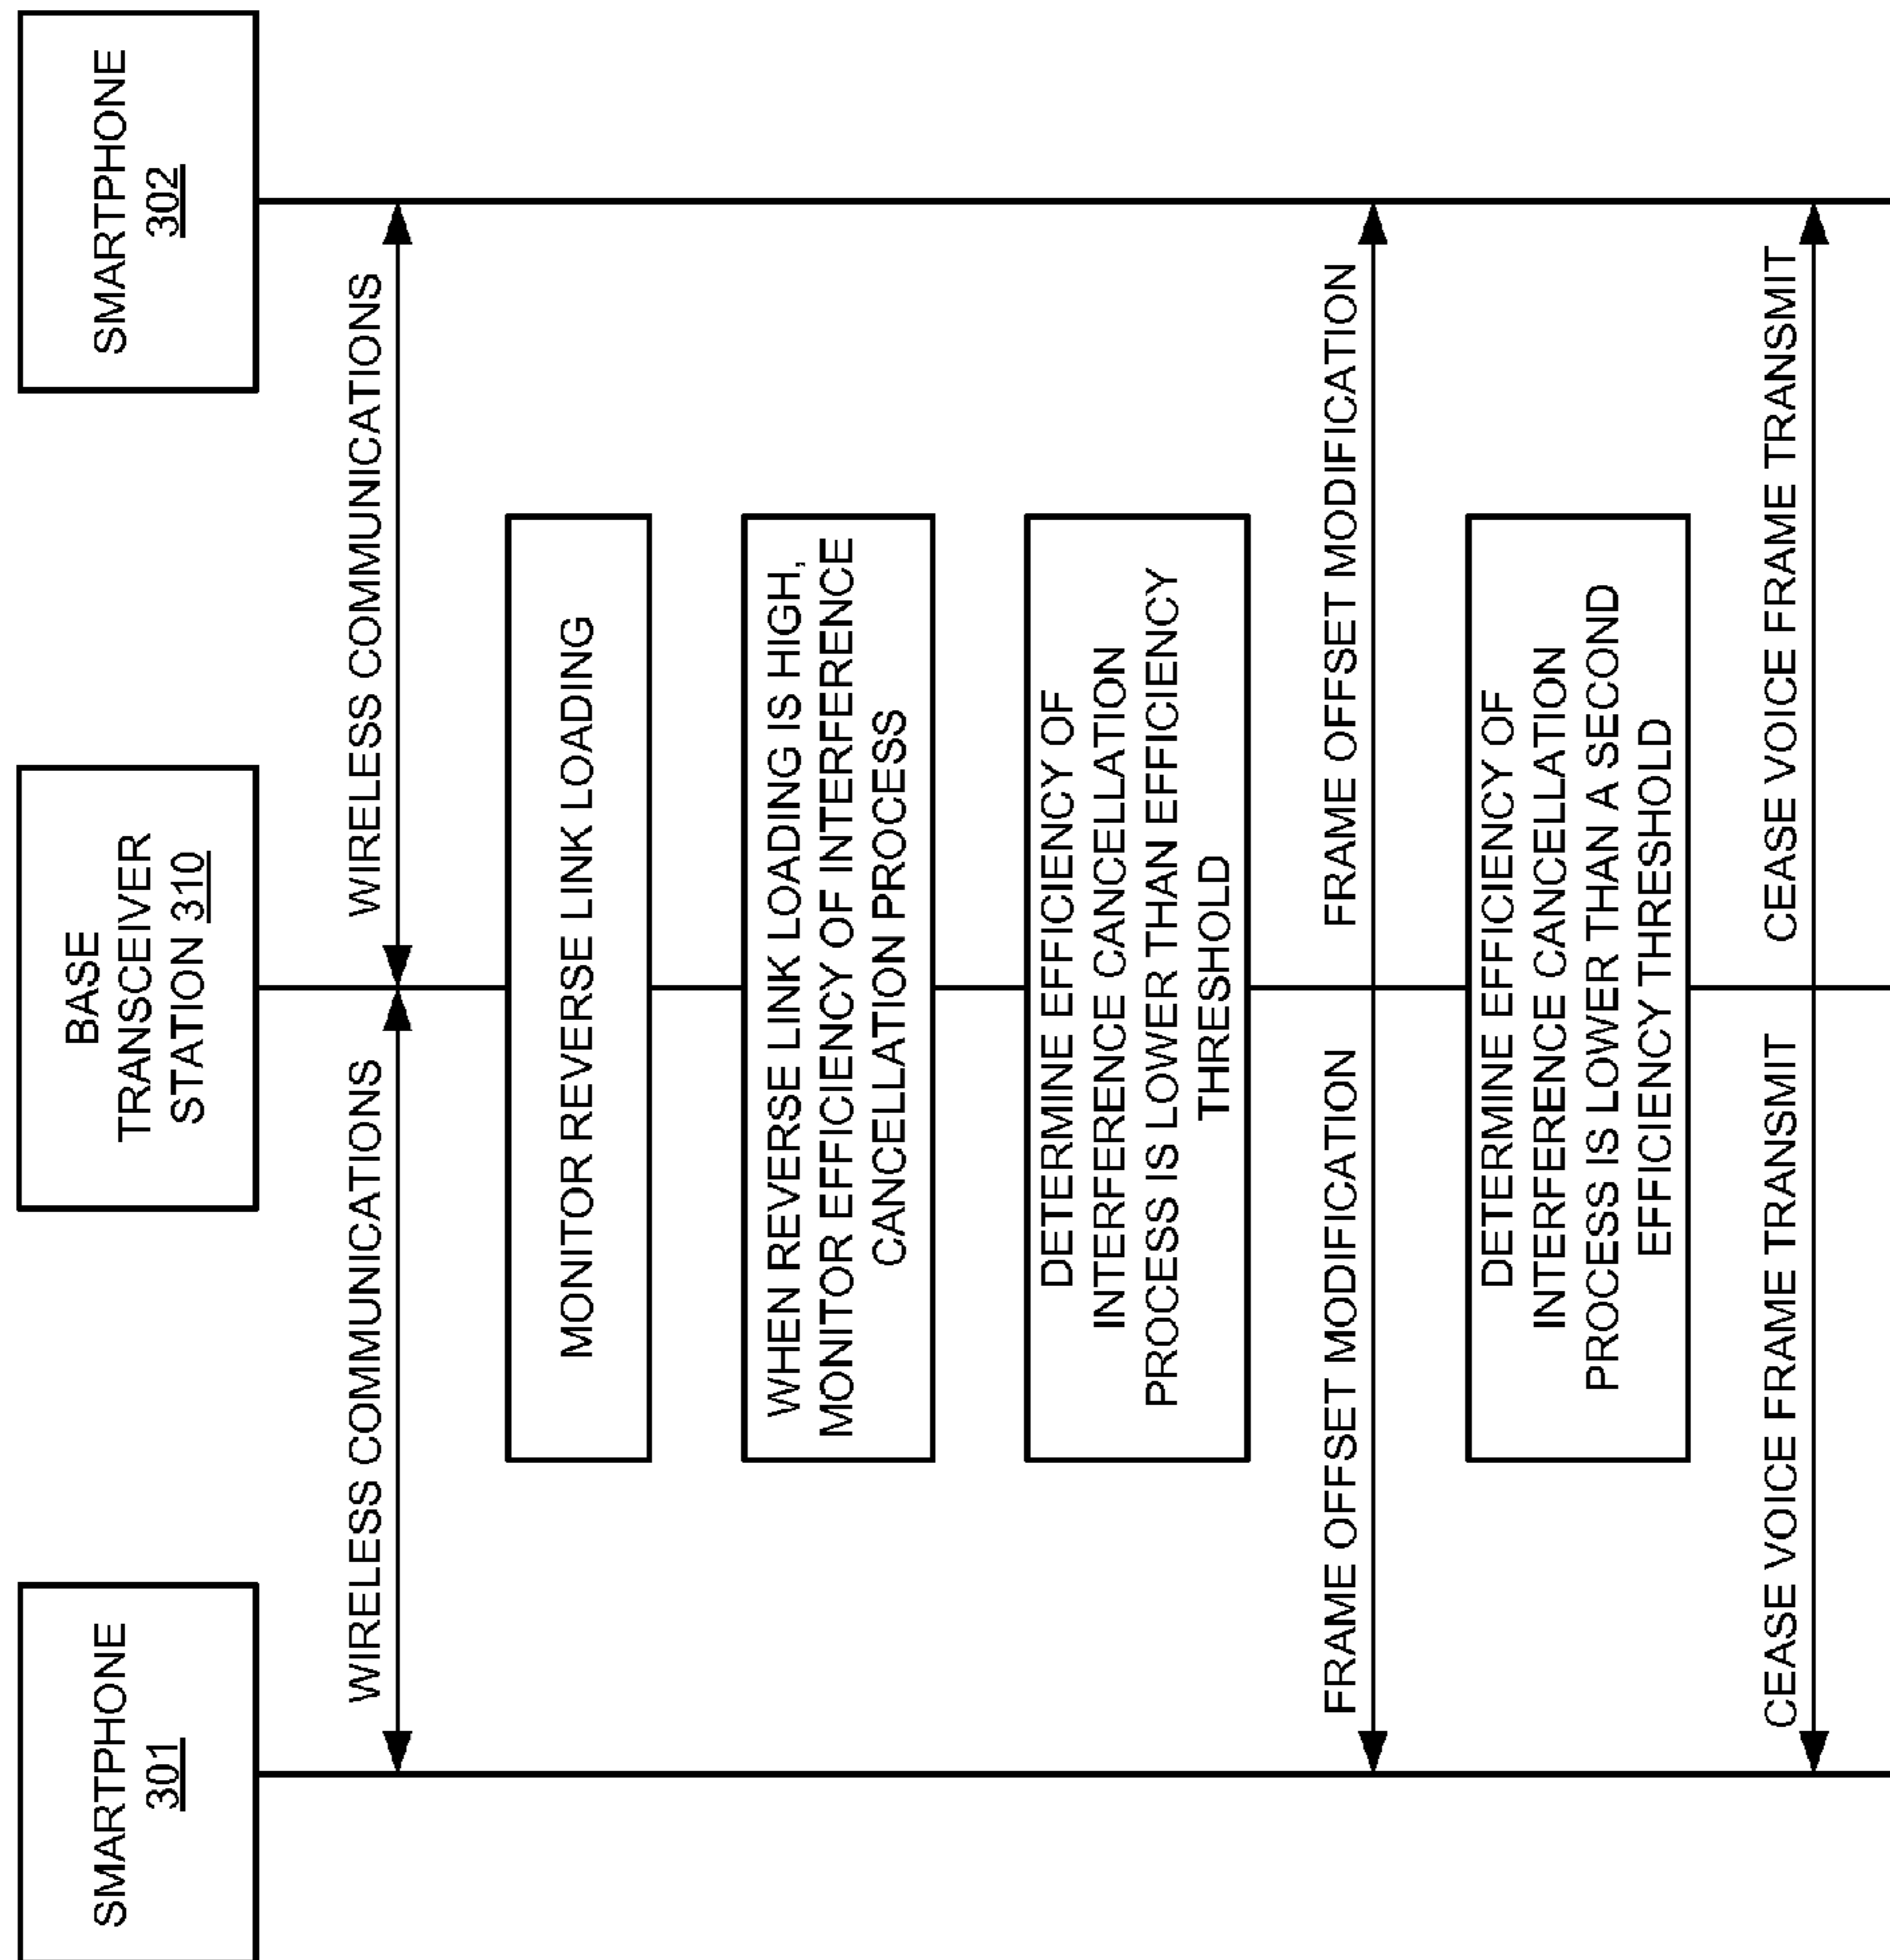 SMARTPHONE
301
BASE
TRANSCEIVER
STATION 310
SMARTPHONE
302
WIRELESS COMMUNICATIONS
WIRELESS COMMUNICATIONS
MONITOR REVERSE LINK LOADING
WHEN REVERSE LINK LOADING IS HIGH,
MONITOR EFFICIENCY OF INTERFERENCE
CANCELLATION PROCESS
DETERMINE EFFICIENCY OF
INTERFERENCE CANCELLATION
PROCESS IS LOWER THAN EFFICIENCY
THRESHOLD
FRAME OFFSET MODIFICATION
FRAME OFFSET MODIFICATION
DETERMINE EFFICIENCY OF
INTERFERENCE CANCELLATION
PROCESS IS LOWER THAN A SECOND
EFFICIENCY THRESHOLD
CEASE VOICE FRAME TRANSMIT
CEASE VOICE FRAME TRANSMIT